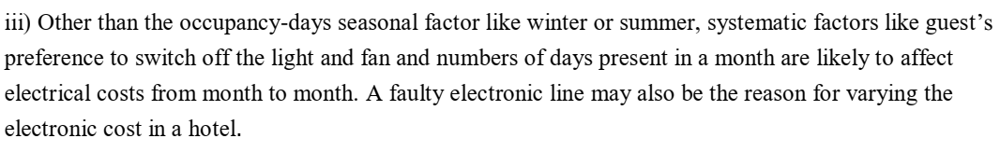 iii) Other than the occupancy-days seasonal factor like winter or summer, systematic factors like guest’s
preference to switch off the light and fan and numbers of days present in a month are likely to affect
electrical costs from month to month. A faulty electronic line may also be the reason for varying the
electronic cost in a hotel.